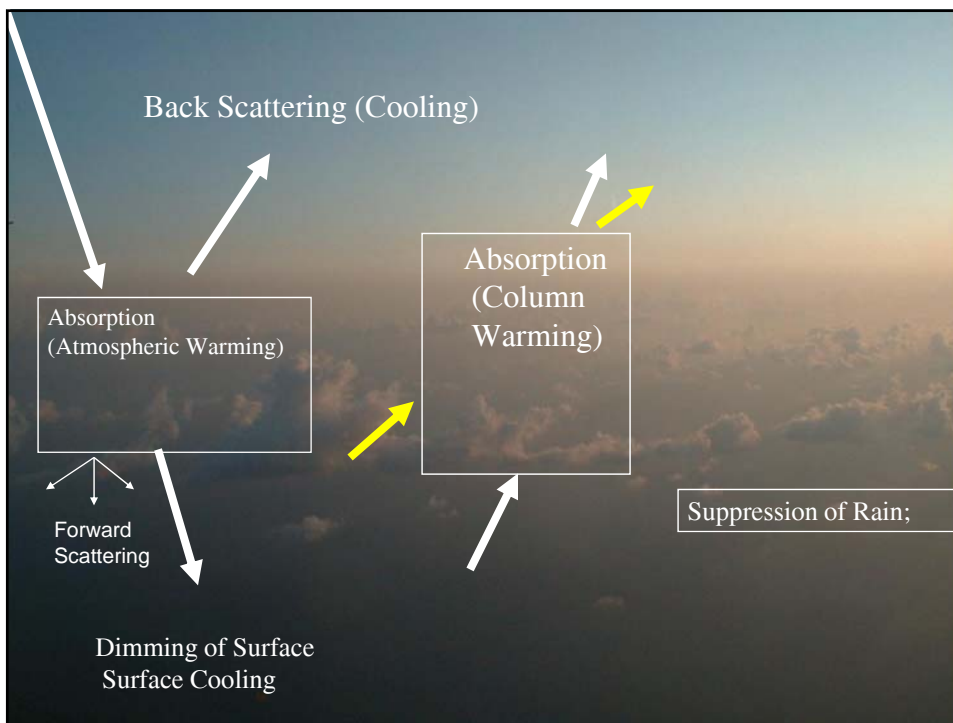 Back Scattering (Cooling)
Absorption
(Atmospheric Warming)
Absorption
(Column
Warming)
Forward
Scattering
Suppression of Rain;
Dimming of Surface
Surface Cooling